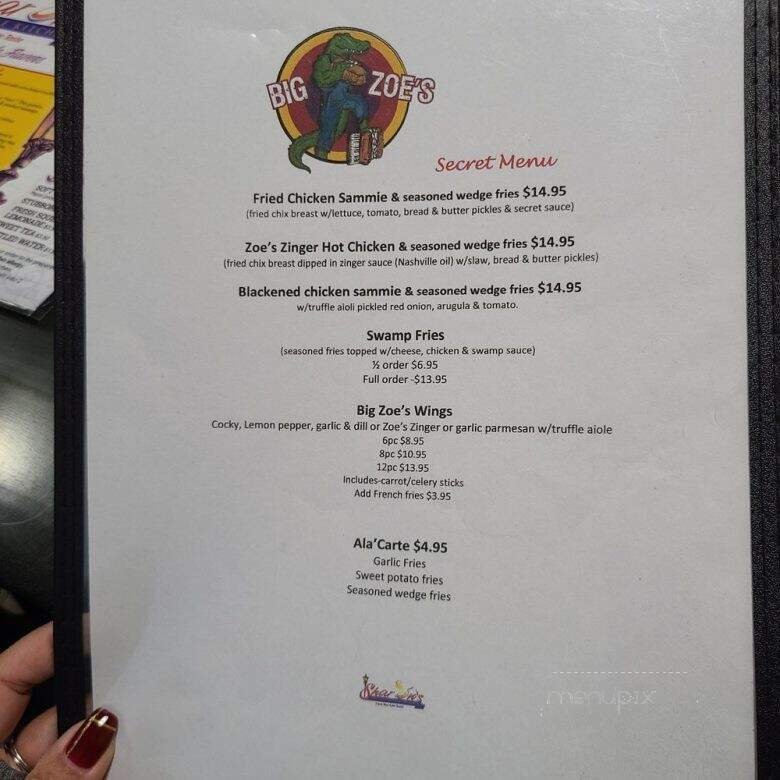 BIG ZOE'S
Secret Menu
Fried Chicken Sammie & seasoned wedge fries $14.95
(fried chix breast w/lettuce, tomato, bread & butter pickles & secret sauce)
Zoe's Zinger Hot Chicken & seasoned wedge fries $14.95
(fried chix breast dipped in zinger sauce (Nashville oil) w/slaw, bread & butter pickles)
Blackened chicken sammie & seasoned wedge fries $14.95
w/truffle aioli pickled red onion, arugula & tomato.
Swamp Fries
(seasoned fries topped w/cheese, chicken & swamp sauce)
½ order $6.95
Full order -$13.95
Big Zoe's Wings
Cocky, Lemon pepper, garlic & dill or Zoe's Zinger or garlic parmesan w/truffle aiole
6pc $8.95
8pc $10.95
12pc $13.95
Includes-carrot/celery sticks
Add French fries $3.95
Ala'Carte $4.95
Garlic Fries
Sweet potato fries
Seasoned wedge fries
menupix